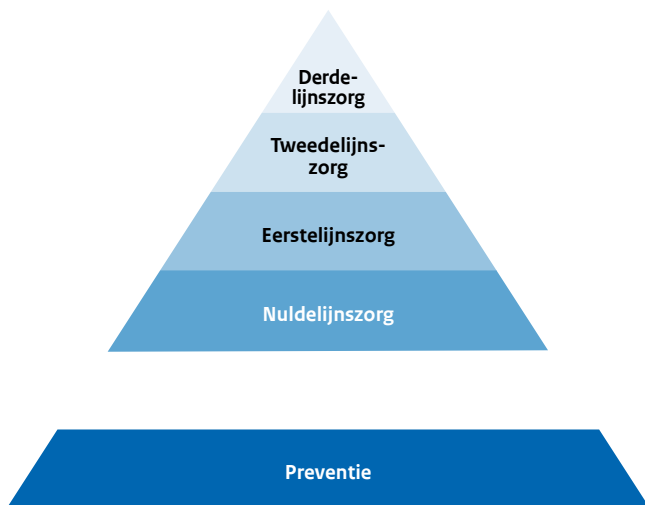 Derde-
lijnszorg
Tweedelijns-
zorg
Eerstelijnszorg
Nuldelijnszorg
Preventie